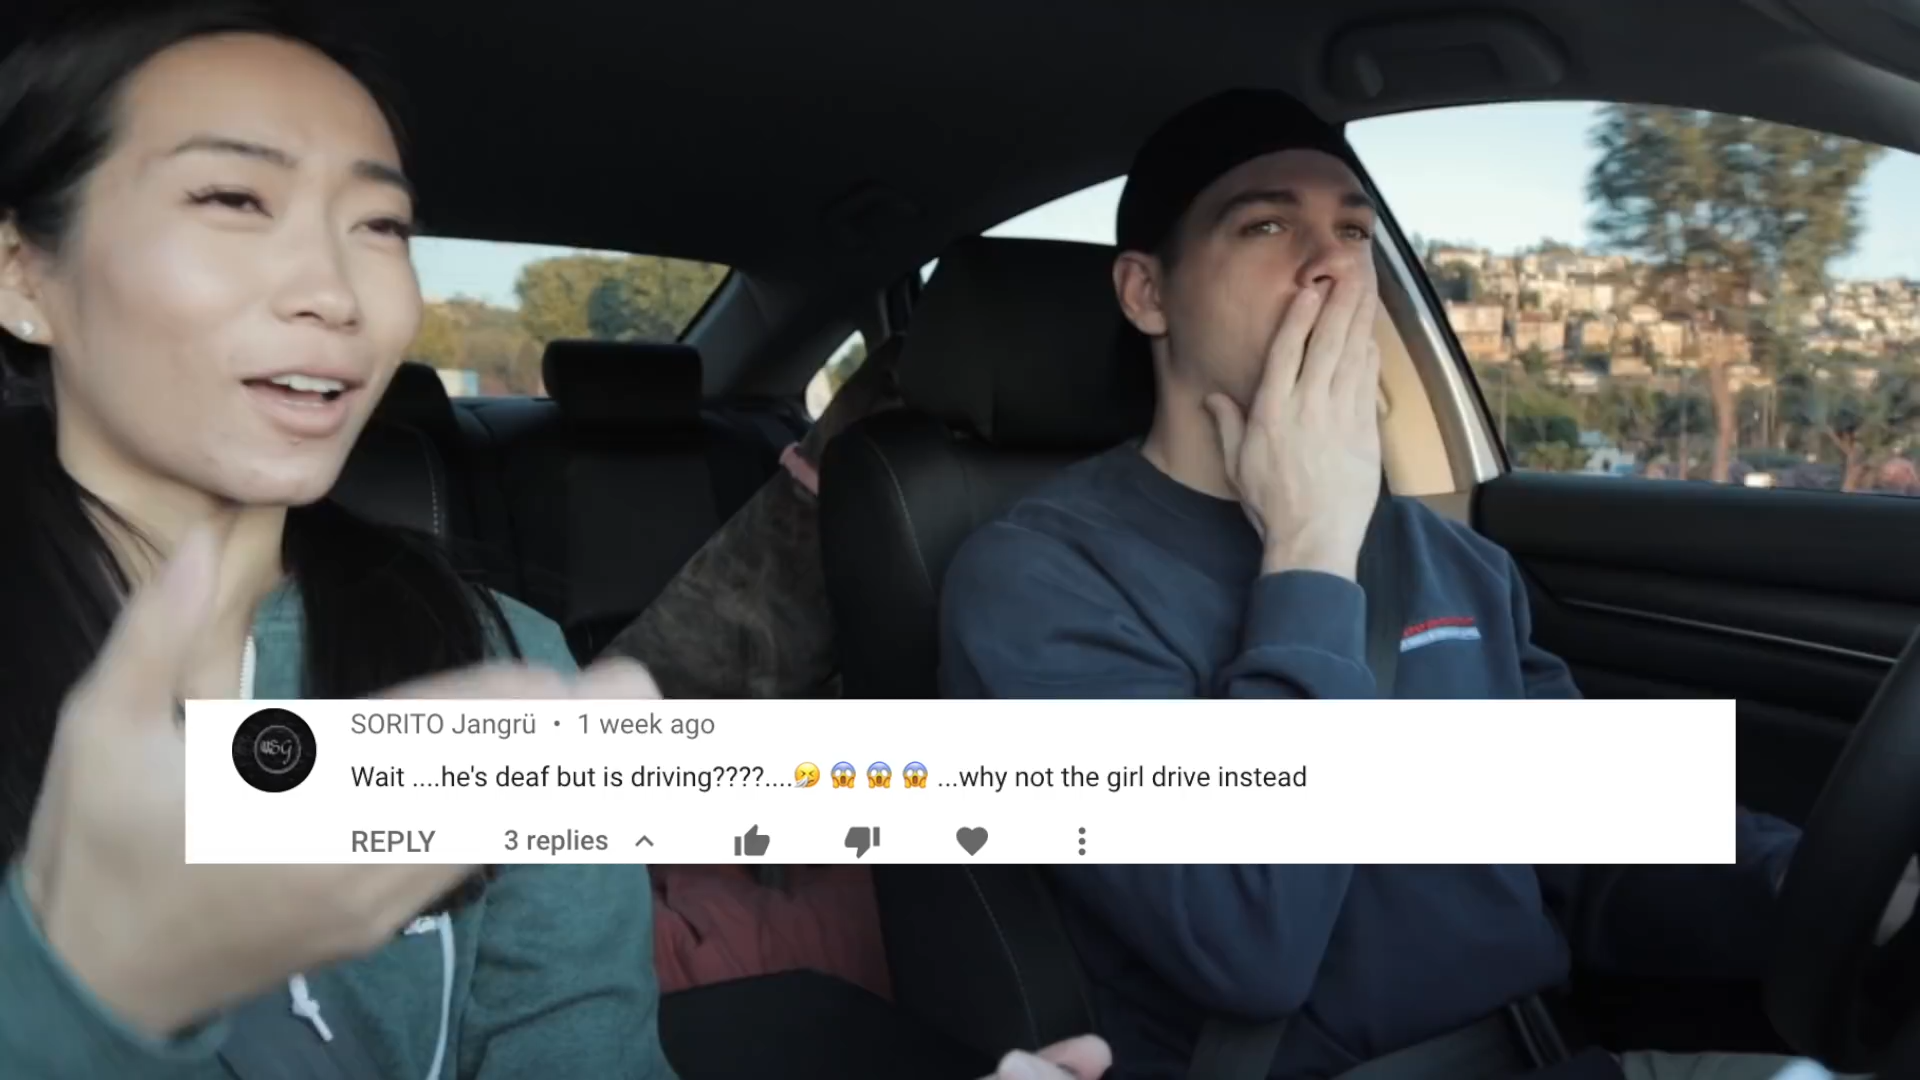 SORITO Jangrü • 1 week ago
Wait ....he's deaf but is driving????....🤧 😱 😱 😱 ...why not the girl drive instead
REPLY 3 replies